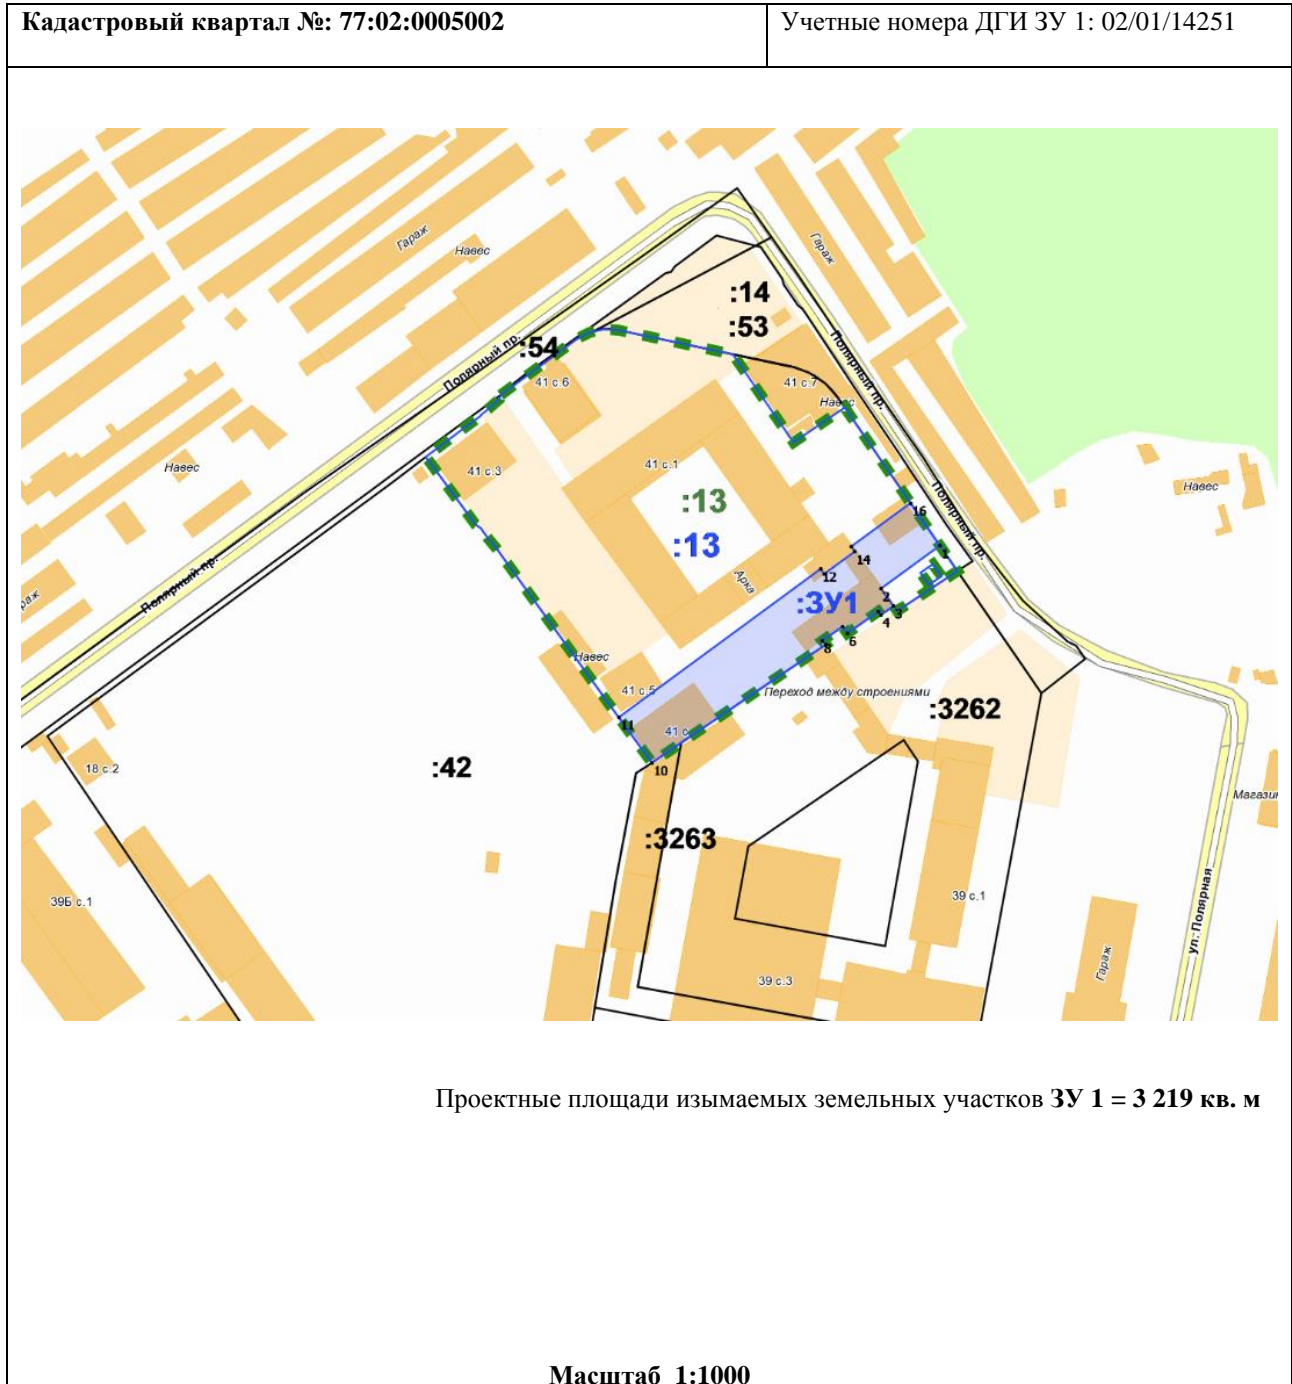 Кадастровый квартал №: 77:02:0005002
Учетные номера ДГИ ЗУ 1: 02/01/14251
Гараж
Навес
Гараж
:14
:53
Полярный пр.
:54
Полярный пр.
41 с.6
41 с.7
Навес
Навес
41 с.3
41 с.1
Навес
:13
16
Полярный пр.
:13
1
14
12
Арка
Полярный пр.
2
:ЗУ1
3
4
6
8
Навес
41 с.5
Переход между строениями
:3262
11
41 с
10
:42
18 с.2
Магазин
:3263
39Б с.1
39 с.1
ул. Полярная
Гараж
39 с.3
Проектные площади изымаемых земельных участков ЗУ 1 = 3 219 кв. м
Масштаб 1:1000